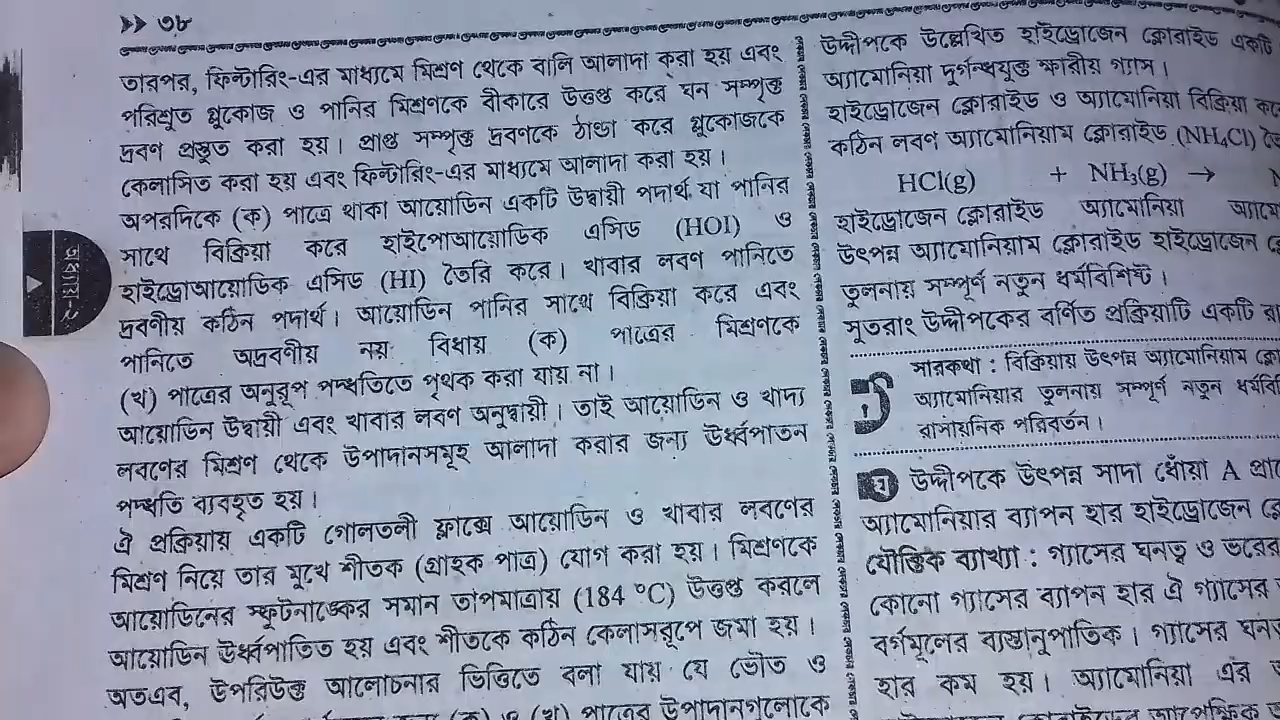 ৩৮
তারপর, ফিল্টারিং-এর মাধ্যমে মিশ্রণ থেকে বালি আলাদা করা হয় এবং
পরিশ্রুত গ্লুকোজ ও পানির মিশ্রণকে বীকারে উত্তপ্ত করে ঘন সম্পৃক্ত
দ্রবণ প্রস্তুত করা হয়। প্রাপ্ত সম্পৃক্ত দ্রবণকে ঠাণ্ডা করে গ্লুকোজকে
কেলাসিত করা হয় এবং ফিল্টারিং-এর মাধ্যমে আলাদা করা হয়।
অপরদিকে (ক) পাত্রে থাকা আয়োডিন একটি উদ্বায়ী পদার্থ যা পানির
সাথে বিক্রিয়া করে হাইপোআয়োডিক এসিড (HOI) ও
হাইড্রোআয়োডিক এসিড (HI) তৈরি করে। খাবার লবণ পানিতে
দ্রবণীয় কঠিন পদার্থ। আয়োডিন পানির সাথে বিক্রিয়া করে এবং
পানিতে অদ্রবণীয় নয় বিধায় (ক) পাত্রের মিশ্রণকে
(খ) পাত্রের অনুরূপ পদ্ধতিতে পৃথক করা যায় না।
আয়োডিন উদ্বায়ী এবং খাবার লবণ অনুদ্বায়ী। তাই আয়োডিন ও খাদ্য
লবণের মিশ্রণ থেকে উপাদানসমূহ আলাদা করার জন্য ঊর্ধ্বপাতন
পদ্ধতি ব্যবহৃত হয়।
ঐ প্রক্রিয়ায় একটি গোলতলী ফ্লাক্সে আয়োডিন ও খাবার লবণের
মিশ্রণ নিয়ে তার মুখে শীতক (গ্রাহক পাত্র) যোগ করা হয়। মিশ্রণকে
আয়োডিনের স্ফুটনাঙ্কের সমান তাপমাত্রায় (184 °C) উত্তপ্ত করলে
আয়োডিন ঊর্ধ্বপাতিত হয় এবং শীতকে কঠিন কেলাসরূপে জমা হয়।
অতএব, উপরিউক্ত আলোচনার ভিত্তিতে বলা যায় যে ভৌত ও
(ক) ও (খ) পাত্রের উপাদানগুলোকে
অধ্যায়-২
উদ্দীপকে উল্লেখিত হাইড্রোজেন ক্লোরাইড একটি
অ্যামোনিয়া দুর্গন্ধযুক্ত ক্ষারীয় গ্যাস।
হাইড্রোজেন ক্লোরাইড ও অ্যামোনিয়া বিক্রিয়া
কঠিন লবণ অ্যামোনিয়াম ক্লোরাইড (NH₄Cl)
HCl(g) + NH₃(g) →
হাইড্রোজেন ক্লোরাইড অ্যামোনিয়া
উৎপন্ন অ্যামোনিয়াম ক্লোরাইড হাইড্রোজেন
তুলনায় সম্পূর্ণ নতুন ধর্মবিশিষ্ট।
সুতরাং উদ্দীপকের বর্ণিত প্রক্রিয়াটি একটি
সারকথা : বিক্রিয়ায় উৎপন্ন অ্যামোনিয়াম
অ্যামোনিয়ার তুলনায় সম্পূর্ণ নতুন
রাসায়নিক পরিবর্তন।
উদ্দীপকে উৎপন্ন সাদা ধোঁয়া A
অ্যামোনিয়ার ব্যাপন হার হাইড্রোজেন
যৌক্তিক ব্যাখ্যা : গ্যাসের ঘনত্ব ও ভরের
কোনো গ্যাসের ব্যাপন হার ঐ গ্যাসের
বর্গমূলের ব্যস্তানুপাতিক। গ্যাসের
হার কম হয়। অ্যামোনিয়া এর